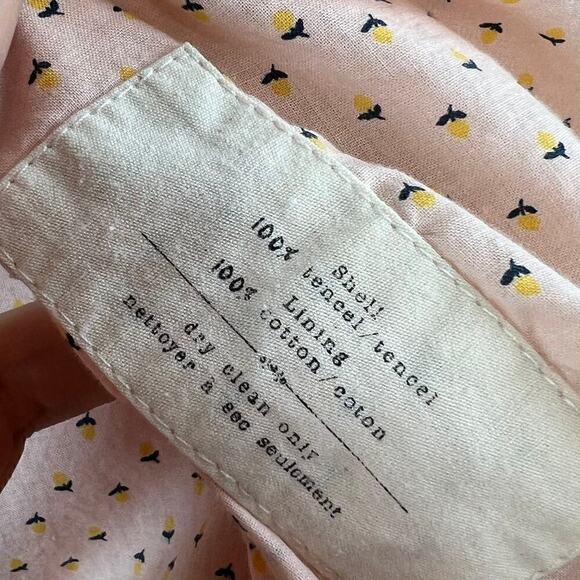 Shell
100% tencel/tencel
Lining
100% cotton/coton
dry clean only
nettoyer à sec seulement